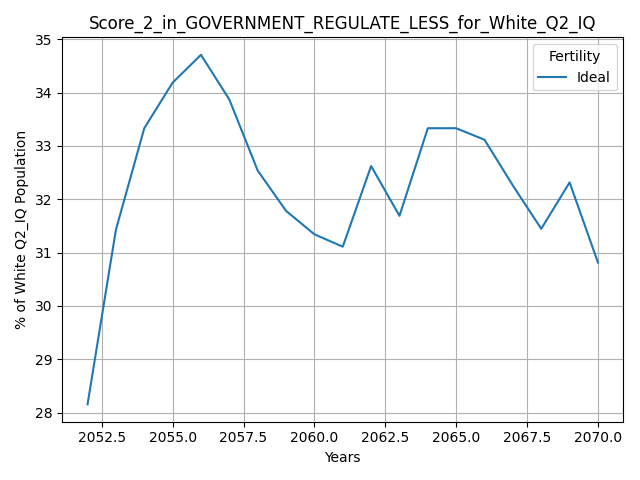 Score_2_in_GOVERNMENT_REGULATE_LESS_for_White_Q2_IQ
35
34
33
32
31
30
29
28
% of White Q2_IQ Population
Fertility
Ideal
2052.5 2055.0 2057.5 2060.0 2062.5 2065.0 2067.5 2070.0
Years